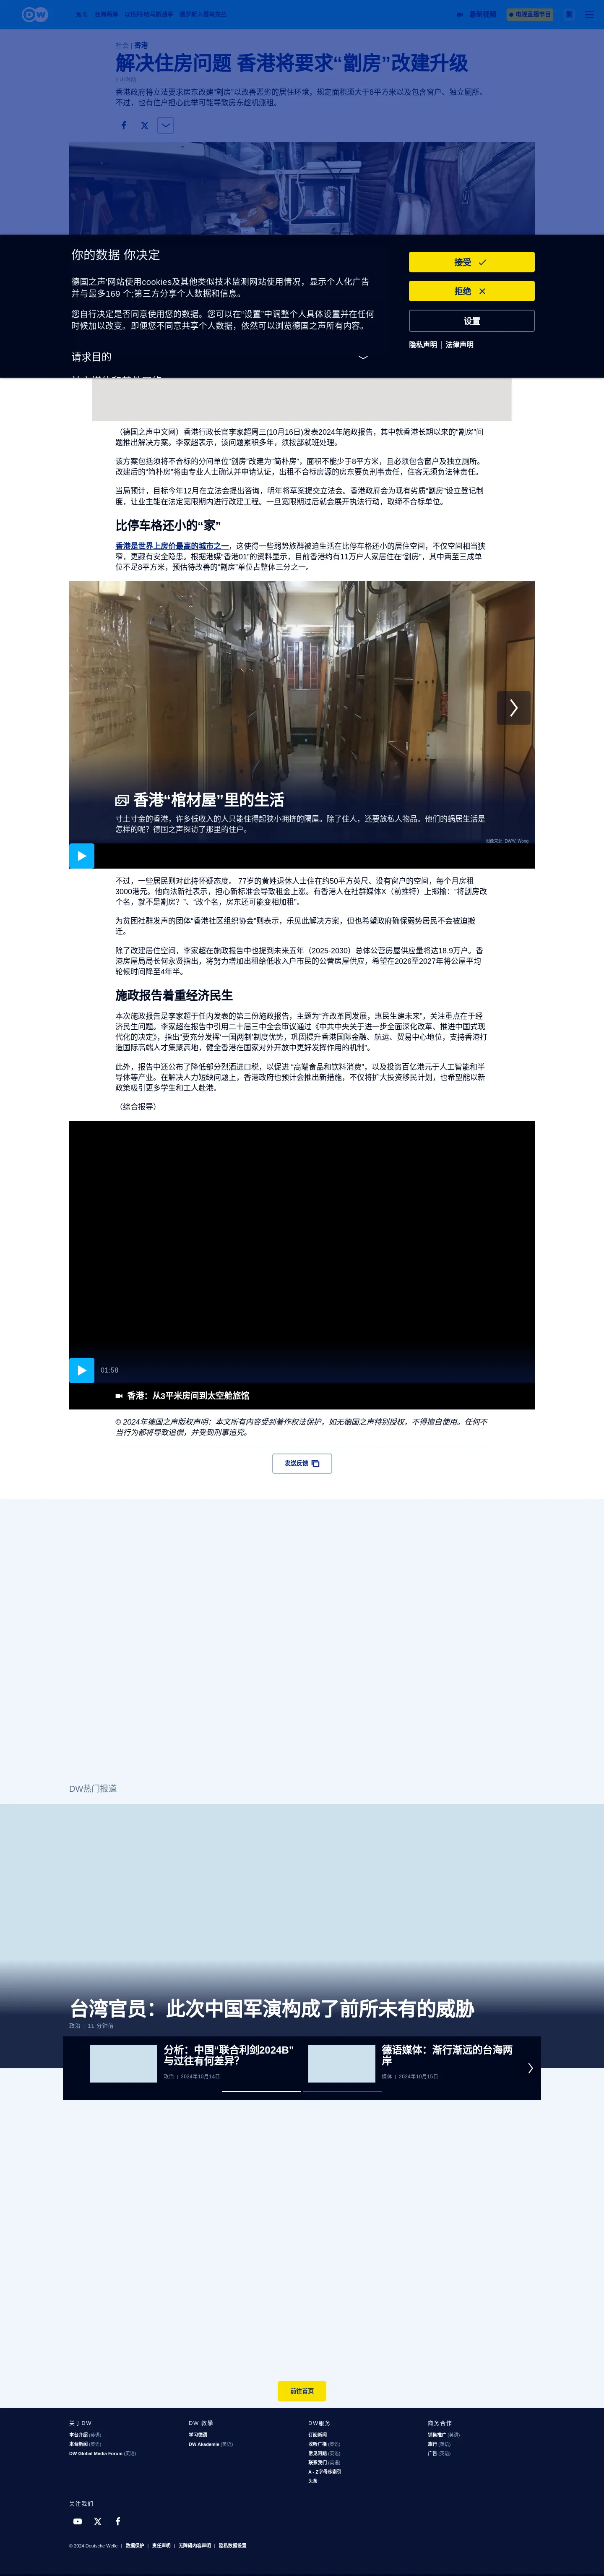 DW
最新视频
电视直播节目
繁
社会 | 香港
解决住房问题 香港将要求“劏房”改建升级
香港政府将立法要求房东改建“劏房”以改善恶劣的居住环境，规定面积须大于8平方米以及包含窗户、独立厕所。
不过，也有住户担心此举可能导致房东趁机涨租。
你的数据 你决定
接受
德国之声'网站使用cookies及其他类似技术监测网站使用情况，显示个人化广告
并与最多169 个;第三方分享个人数据和信息。
拒绝
您自行决定是否同意使用您的数据。您可以在“设置”中调整个人具体设置并在任何
时候加以改变。即便您不同意共享个人数据，依然可以浏览德国之声所有内容。
设置
隐私声明 | 法律声明
请求目的
（德国之声中文网）香港行政长官李家超周三(10月16日)发表2024年施政报告，其中就香港长期以来的“劏房”问
题推出解决方案。李家超表示，该问题累积多年，须按部就班处理。
该方案包括须将不合标的分间单位“劏房”改建为“简朴房”，面积不能少于8平方米，且必须包含窗户及独立厕所。
改建后的“简朴房”将由专业人士确认并申请认证，出租不合标房源的房东要负刑事责任，住客无须负法律责任。
当局预计，目标今年12月在立法会提出咨询，明年将草案提交立法会。香港政府会为现有劣质“劏房”设立登记制
度，让业主能在法定宽限期内进行改建工程。一旦宽限期过后就会展开执法行动，取缔不合标单位。
比停车格还小的“家”
香港是世界上房价最高的城市之一，这使得一些弱势族群被迫生活在比停车格还小的居住空间，不仅空间相当狭
窄，更藏有安全隐患。根据港媒“香港01”的资料显示，目前香港约有11万户人家居住在“劏房”，其中两至三成单
位不足8平方米，预估待改善的“劏房”单位占整体三分之一。
香港“棺材屋”里的生活
寸土寸金的香港，许多低收入的人只能住得起狭小拥挤的隔屋。除了住人，还要放私人物品。他们的蜗居生活是
怎样的呢？德国之声探访了那里的住户。
图像来源: DW/V. Wong
不过，一些居民则对此持怀疑态度。 77岁的黄姓退休人士住在约50平方英尺、没有窗户的空间，每个月房租
3000港元。他向法新社表示，担心新标准会导致租金上涨。有香港人在社群媒体X（前推特）上揶揄：“将劏房改
个名，就不是劏房？”、“改个名，房东还可能变相加租”。
为贫困社群发声的团体“香港社区组织协会”则表示，乐见此解决方案，但也希望政府确保弱势居民不会被迫搬
迁。
除了改建居住空间，李家超在施政报告中也提到未来五年（2025-2030）总体公营房屋供应量将达18.9万户。香
港房屋局局长何永贤指出，将努力增加出租给低收入户市民的公营房屋供应，希望在2026至2027年将公屋平均
轮候时间降至4年半。
施政报告着重经济民生
本次施政报告是李家超于任内发表的第三份施政报告，主题为“齐改革同发展，惠民生建未来”，关注重点在于经
济民生问题。李家超在报告中引用二十届三中全会审议通过《中共中央关于进一步全面深化改革、推进中国式现
代化的决定》，指出“要充分发挥‘一国两制’制度优势，巩固提升香港国际金融、航运、贸易中心地位，支持香港打
造国际高端人才集聚高地，健全香港在国家对外开放中更好发挥作用的机制”。
此外，报告中还公布了降低部分烈酒进口税，以促进 “高端食品和饮料消费”，以及投资百亿港元于人工智能和半
导体等产业。在解决人力短缺问题上，香港政府也预计会推出新措施，不仅将扩大投资移民计划，也希望能以新
政策吸引更多学生和工人赴港。
（综合报导）
01:58
香港：从3平米房间到太空舱旅馆
© 2024年德国之声版权声明：本文所有内容受到著作权法保护，如无德国之声特别授权，不得擅自使用。任何不
当行为都将导致追偿，并受到刑事追究。
发送反馈
DW热门报道
台湾官员：此次中国军演构成了前所未有的威胁
政治 | 11 分钟前
分析：中国“联合利剑2024B”
与过往有何差异？
政治 | 2024年10月14日
德语媒体：渐行渐远的台海两
岸
媒体 | 2024年10月15日
前往首页
关于DW
本台介绍 (英语)
本台新闻 (英语)
DW Global Media Forum (英语)
DW 教學
学习德语
DW Akademie (英语)
DW服务
订阅新闻
收听广播 (英语)
常见问题 (英语)
联系我们 (英语)
A - Z字母序索引
头条
商务合作
销售推广 (英语)
旅行 (英语)
广告 (英语)
关注我们
© 2024 Deutsche Welle | 数据保护 | 责任声明 | 无障碍内容声明 | 隐私数据设置